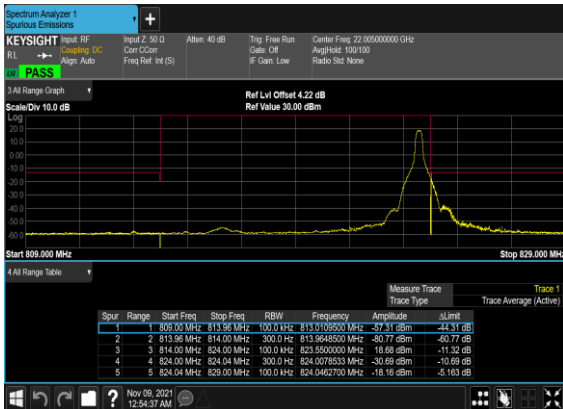 Spectrum Analyzer 1
Spurious Emissions
KEYSIGHT Input: RF Input Z: 50 Ω Atten: 40 dB Trig: Free Run Center Freq: 22.005000000 GHz
RL Coupling: DC Corr CCorr Gate: Off Avg|Hold: 100/100
Align: Auto Freq Ref: Int (S) IF Gain: Low Radio Std: None
PASS
3 All Range Graph
Ref Lvl Offset 4.22 dB
Scale/Div 10.0 dB Ref Value 30.00 dBm
Log
20.0
10.0
0.00
-10.0
-20.0
-30.0
-40.0
-50.0
-60.0
Start 809.000 MHz Stop 829.000 MHz
4 All Range Table
Measure Trace Trace 1
Trace Type Trace Average (Active)
Spur Range Start Freq Stop Freq RBW Frequency Amplitude ΔLimit
1 1 809.00 MHz 813.96 MHz 100.0 kHz 813.0109500 MHz -57.31 dBm -44.31 dB
2 2 813.96 MHz 814.00 MHz 300.0 Hz 813.9648500 MHz -80.77 dBm -60.77 dB
3 3 814.00 MHz 824.00 MHz 100.0 kHz 823.5500000 MHz 18.68 dBm -11.32 dB
4 4 824.00 MHz 824.04 MHz 300.0 Hz 824.0078533 MHz -30.69 dBm -10.69 dB
5 5 824.04 MHz 829.00 MHz 100.0 kHz 824.0462700 MHz -18.16 dBm -5.163 dB
Nov 09, 2021
12:54:37 AM